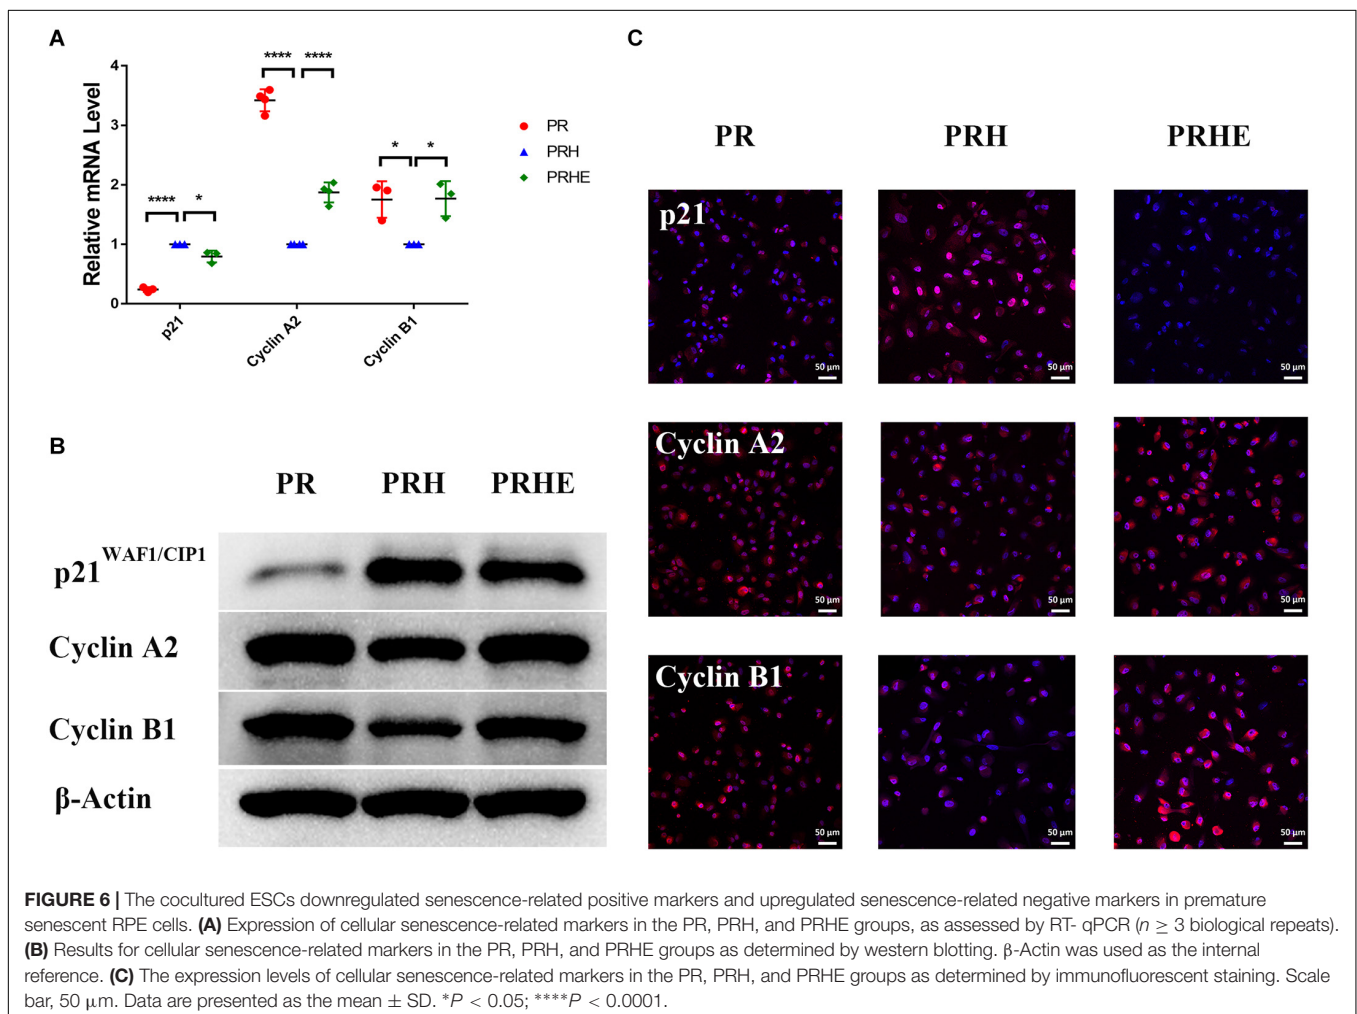 A
Relative mRNA Level
4
3
2
1
0
**** *
**** ****
* *
p21
Cyclin A2
Cyclin B1
PR
PRH
PRHE
B
PR PRH PRHE
p21WAF1/CIP1
Cyclin A2
Cyclin B1
β-Actin
C
PR PRH PRHE
p21
50 μm 50 μm 50 μm
Cyclin A2
50 μm 50 μm 50 μm
Cyclin B1
50 μm 50 μm 50 μm
FIGURE 6 | The cocultured ESCs downregulated senescence-related positive markers and upregulated senescence-related negative markers in premature
senescent RPE cells. (A) Expression of cellular senescence-related markers in the PR, PRH, and PRHE groups, as assessed by RT- qPCR (n ≥ 3 biological repeats).
(B) Results for cellular senescence-related markers in the PR, PRH, and PRHE groups as determined by western blotting. β-Actin was used as the internal
reference. (C) The expression levels of cellular senescence-related markers in the PR, PRH, and PRHE groups as determined by immunofluorescent staining. Scale
bar, 50 μm. Data are presented as the mean ± SD. *P < 0.05; ****P < 0.0001.